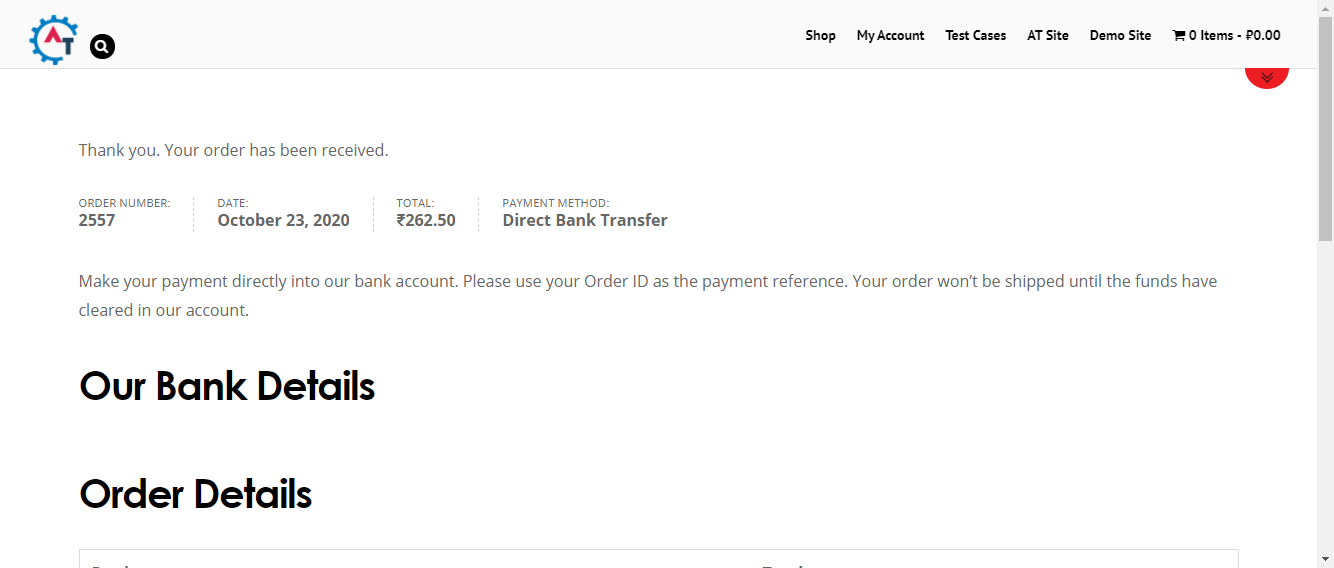 AT
Shop My Account Test Cases AT Site Demo Site 0 Items - ₽0.00
Thank you. Your order has been received.
ORDER NUMBER: DATE: TOTAL: PAYMENT METHOD:
2557 October 23, 2020 ₹262.50 Direct Bank Transfer
Make your payment directly into our bank account. Please use your Order ID as the payment reference. Your order won’t be shipped until the funds have
cleared in our account.
Our Bank Details
Order Details